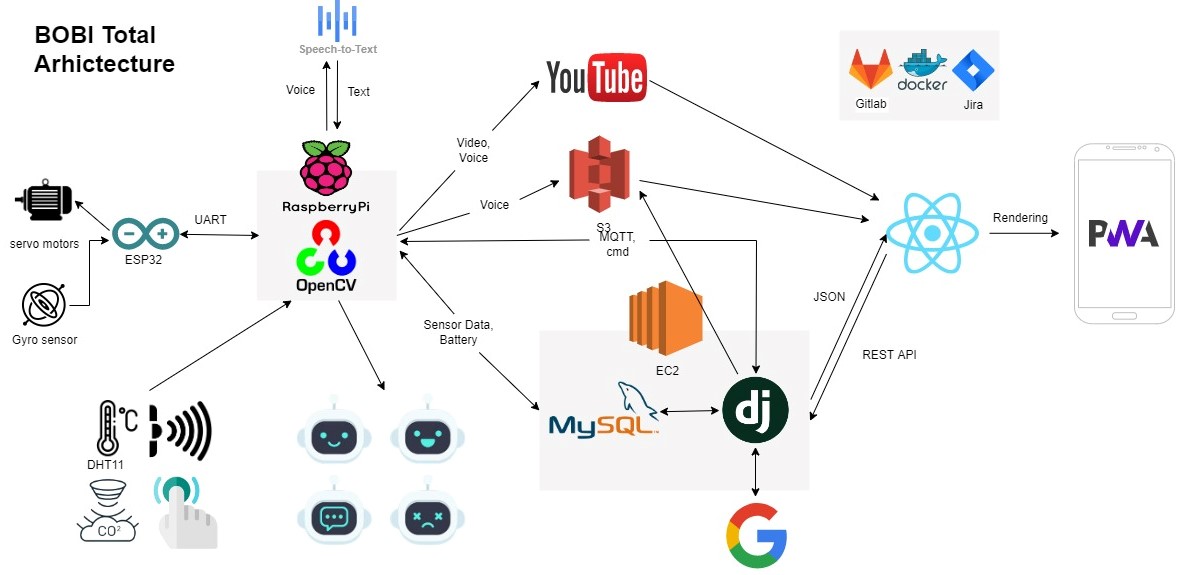 BOBI Total
Arhictecture
Speech-to-Text
Voice
Text
YouTube
Gitlab
docker
Jira
Video,
Voice
RaspberryPi
OpenCV
servo motors
ESP32
UART
Gyro sensor
Voice
S3
MQTT,
cmd
Rendering
PWA
Sensor Data,
Battery
EC2
JSON
REST API
MySQL
dj
DHT11
°C
CO²
G